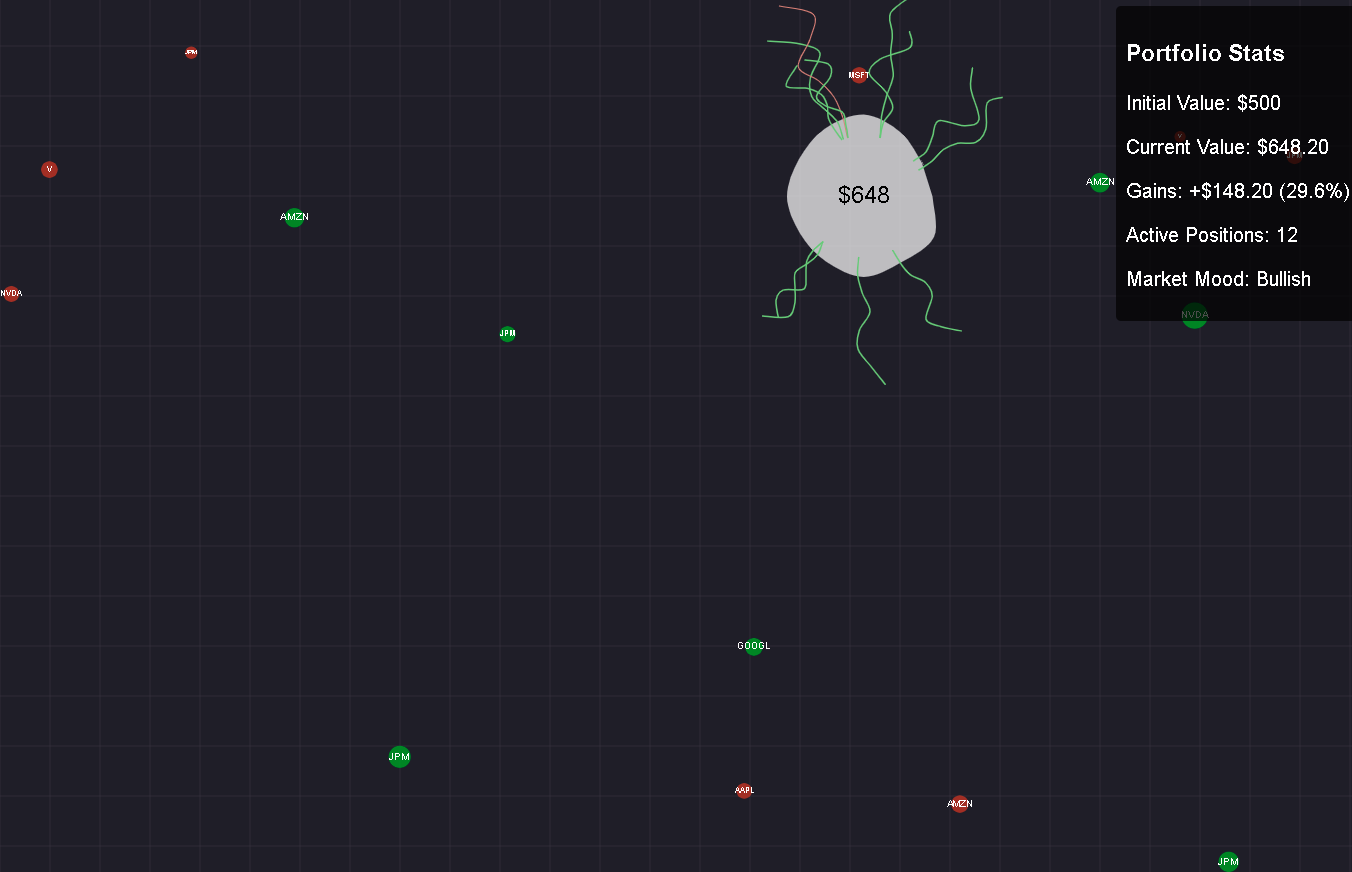 JPM
MSFT
Portfolio Stats
Initial Value: $500
V
Current Value: $648.20
JPM
V
AMZN
Gains: +$148.20 (29.6%)
$648
AMZN
Active Positions: 12
Market Mood: Bullish
NVDA
NVDA
JPM
GOOGL
JPM
AAPL
AMZN
JPM